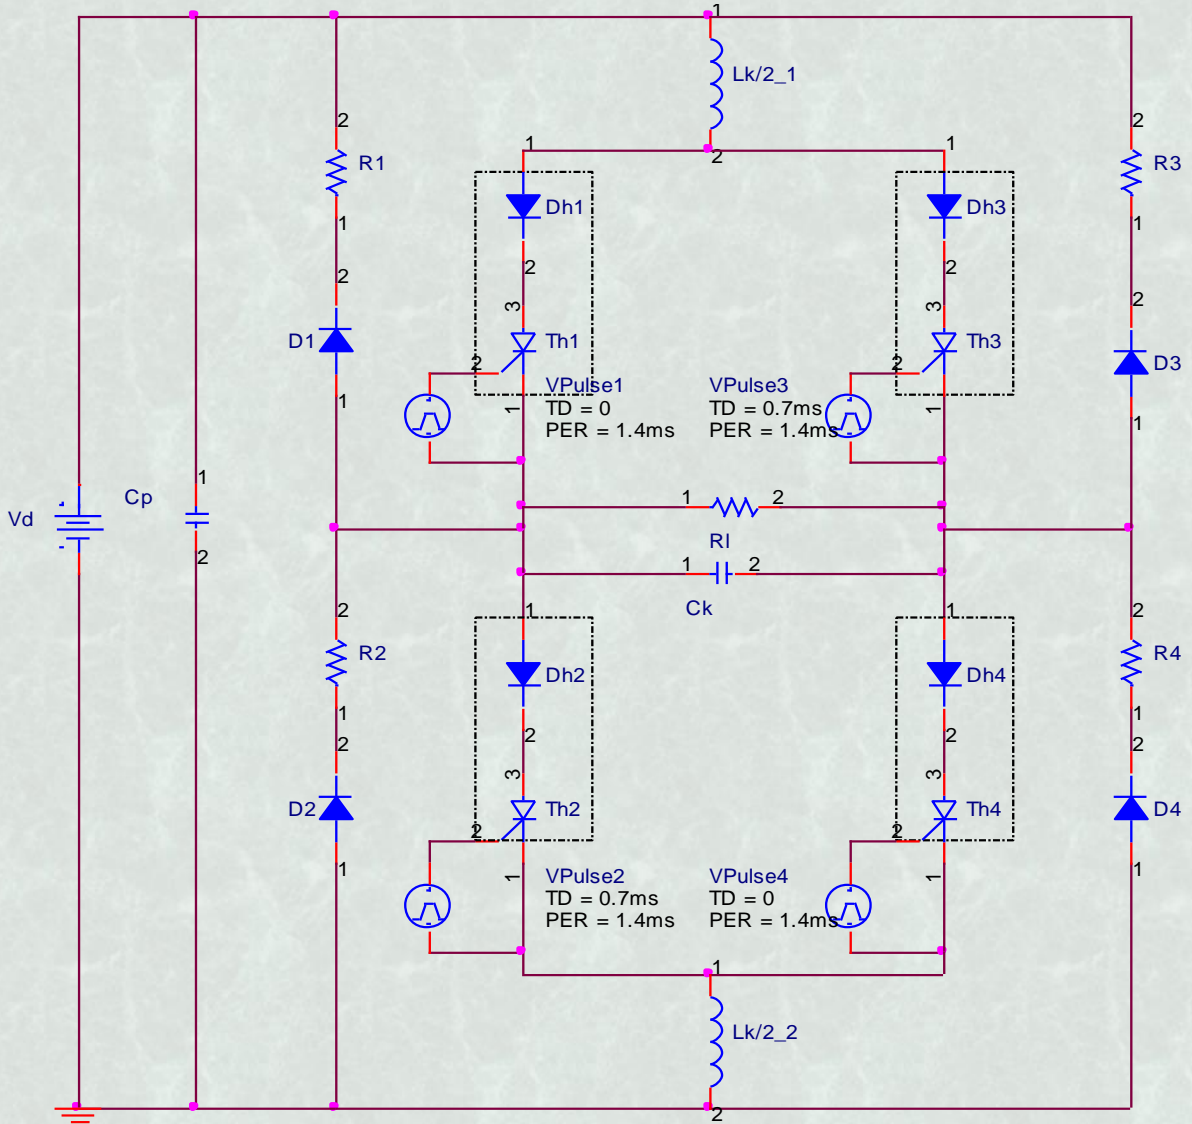 1
Lk/2_1
2
2
2
R1
R3
1
1
2
1
1
Dh1
Dh3
2
2
2
2
3
3
D1
Th1
Th3
D3
2
2
1
1
1
1
VPulse1
TD = 0
PER = 1.4ms
VPulse3
TD = 0.7ms
PER = 1.4ms
Vd
Cp
1
2
1
2
Rl
1
2
Ck
2
1
1
2
R2
Dh2
Dh4
R4
1
2
2
1
2
2
3
3
D2
Th2
Th4
D4
2
2
1
1
1
1
VPulse2
TD = 0.7ms
PER = 1.4ms
VPulse4
TD = 0
PER = 1.4ms
1
Lk/2_2
2